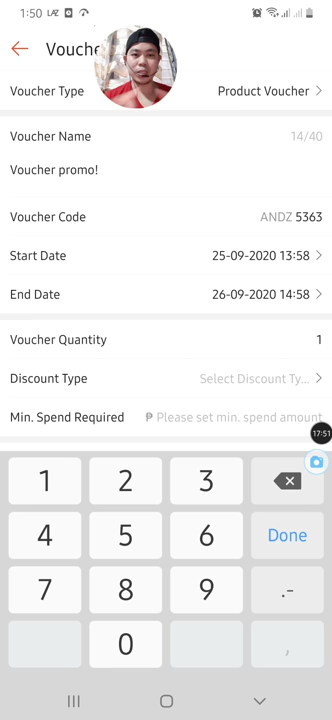 1:50 LAZ
Vouche
Voucher Type Product Voucher >
Voucher Name 14/40
Voucher promo!
Voucher Code ANDZ 5363
Start Date 25-09-2020 13:58 >
End Date 26-09-2020 14:58 >
Voucher Quantity 1
Discount Type Select Discount Ty... >
Min. Spend Required ₱ Please set min. spend amount
17:51
1 2 3
4 5 6 Done
7 8 9 .-
0 ,